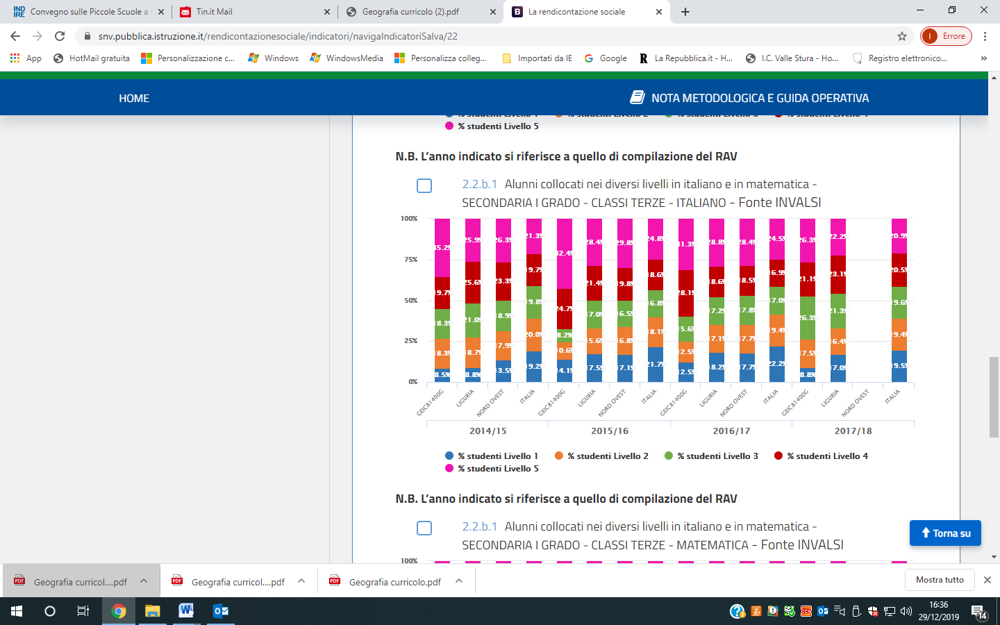 Convegno sulle Piccole Scuole a
Tin.it Mail
Geografia curricolo (2).pdf
La rendicontazione sociale
snv.pubblica.istruzione.it/rendicontazionesociale/indicatori/navigaIndicatoriSalva/22
Errore
App
HotMail gratuita
Personalizzazione c...
Windows
WindowsMedia
Personalizza colleg...
Importati da IE
Google
La Repubblica.it - H...
I.C. Valle Stura - Ho...
Registro elettronico...
»
HOME
NOTA METODOLOGICA E GUIDA OPERATIVA
% studenti Livello 5
N.B. L'anno indicato si riferisce a quello di compilazione del RAV
2.2.b.1 Alunni collocati nei diversi livelli in italiano e in matematica -
SECONDARIA I GRADO - CLASSI TERZE - ITALIANO - Fonte INVALSI
100%
75%
50%
25%
0%
35.2% 25.9% 26.3% 21.3% 42.4% 28.4% 29.8% 24.8% 31.3% 28.8% 28.4% 24.5% 26.3% 22.2% 20.9%
19.7% 25.6% 23.3% 19.7% 24.7% 21.4% 19.8% 18.6% 28.1% 18.6% 18.5% 16.9% 21.1% 23.1% 20.5%
18.3% 21.0% 18.9% 19.8% 8.2% 17.0% 16.5% 16.8% 15.6% 17.2% 17.8% 17.0% 26.3% 21.3% 19.6%
18.3% 18.7% 17.9% 20.0% 10.6% 15.6% 16.8% 18.1% 12.5% 17.1% 17.7% 19.4% 17.5% 16.4% 19.4%
8.5% 8.8% 13.5% 19.2% 14.1% 17.5% 17.1% 21.7% 12.5% 18.2% 17.7% 22.2% 8.8% 17.0% 19.5%
GEIC81400G LIGURIA NORD OVEST ITALIA GEIC81400G LIGURIA NORD OVEST ITALIA GEIC81400G LIGURIA NORD OVEST ITALIA GEIC81400G LIGURIA NORD OVEST ITALIA
2014/15 2015/16 2016/17 2017/18
% studenti Livello 1 % studenti Livello 2 % studenti Livello 3 % studenti Livello 4
% studenti Livello 5
N.B. L'anno indicato si riferisce a quello di compilazione del RAV
2.2.b.1 Alunni collocati nei diversi livelli in italiano e in matematica -
SECONDARIA I GRADO - CLASSI TERZE - MATEMATICA - Fonte INVALSI
Torna su
100%
Geografia curricol....pdf
Geografia curricol....pdf
Geografia curricolo.pdf
Mostra tutto
16:36
29/12/2019
14